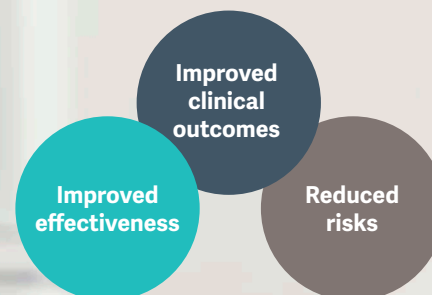 Improved
clinical
outcomes
Improved
effectiveness
Reduced
risks